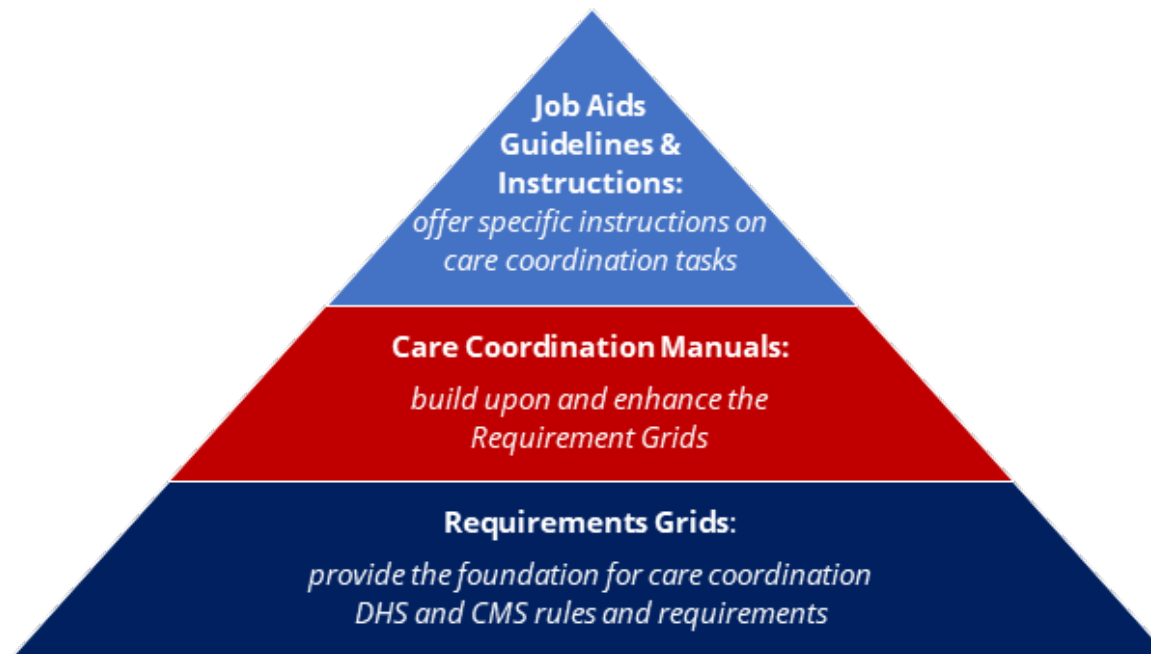 Job Aids
Guidelines &
Instructions:
offer specific instructions on
care coordination tasks
Care Coordination Manuals:
build upon and enhance the
Requirement Grids
Requirements Grids:
provide the foundation for care coordination
DHS and CMS rules and requirements